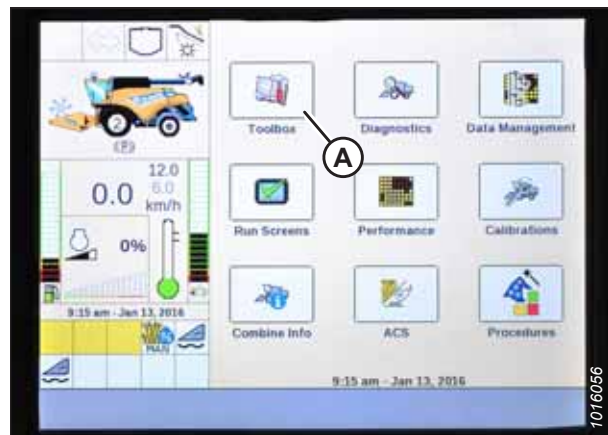 Toolbox
Diagnostics
Data Management
A
2
(P)
12.0
6.0
0.0
km/h
Run Screens
Performance
Calibrations
0%
9:15 am - Jan 13, 2016
MAN
%
Combine Info
ACS
Procedures
9:15 am - Jan 13, 2016
1016056